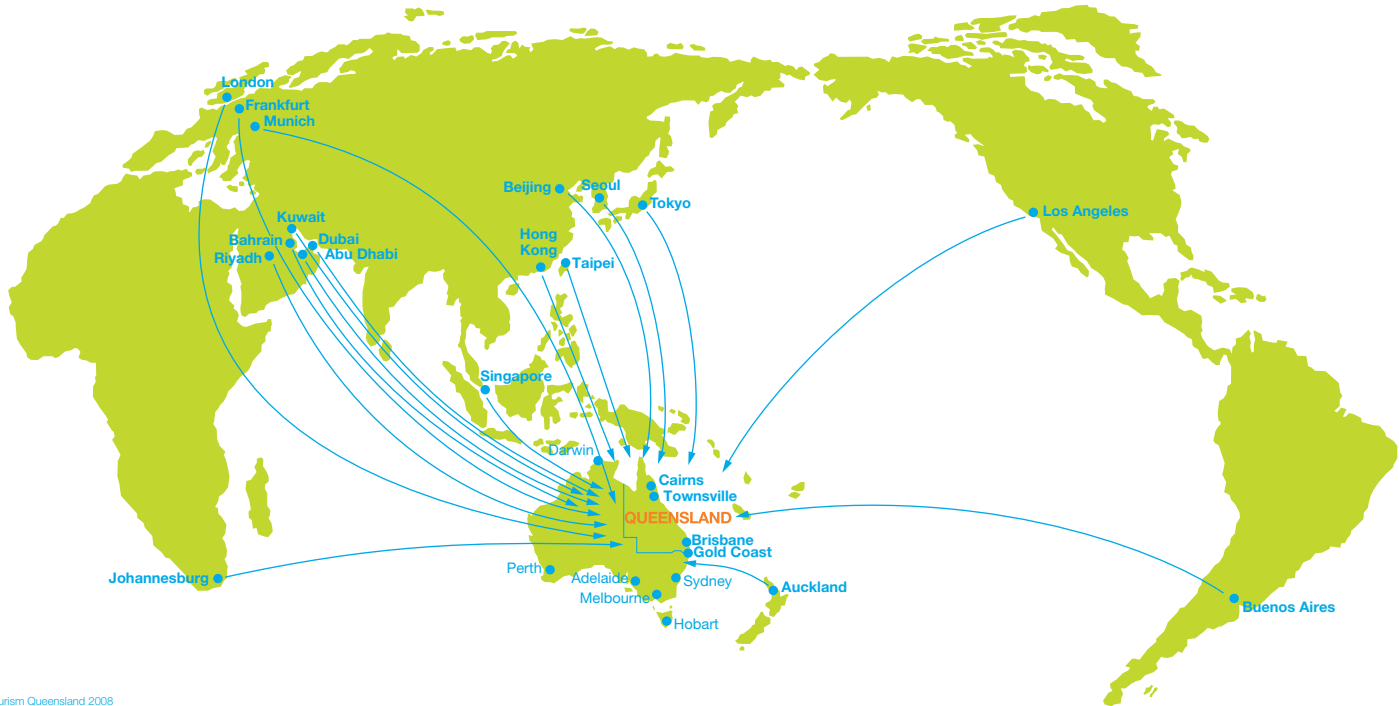 London
Frankfurt
Munich
Beijing
Seoul
Tokyo
Los Angeles
Kuwait
Bahrain
Dubai
Riyadh
Abu Dhabi
Hong
Kong
Taipei
Singapore
Darwin
Cairns
Townsville
QUEENSLAND
Brisbane
Gold Coast
Perth
Adelaide
Sydney
Melbourne
Hobart
Johannesburg
Auckland
Buenos Aires
urism Queensland 2008